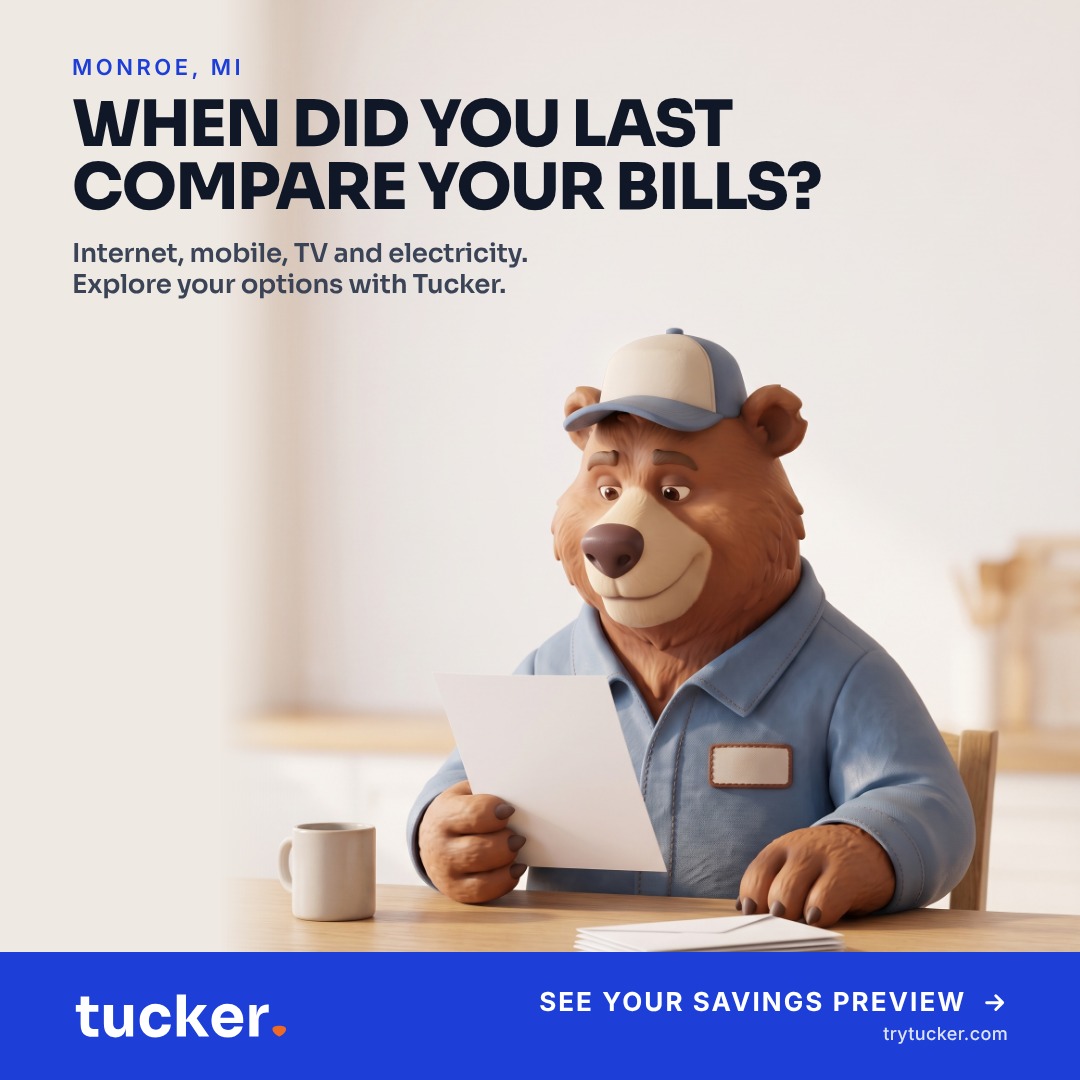 MONROE, MI
WHEN DID YOU LAST
COMPARE YOUR BILLS?
Internet, mobile, TV and electricity.
Explore your options with Tucker.
tucker.
SEE YOUR SAVINGS PREVIEW →
trytucker.com